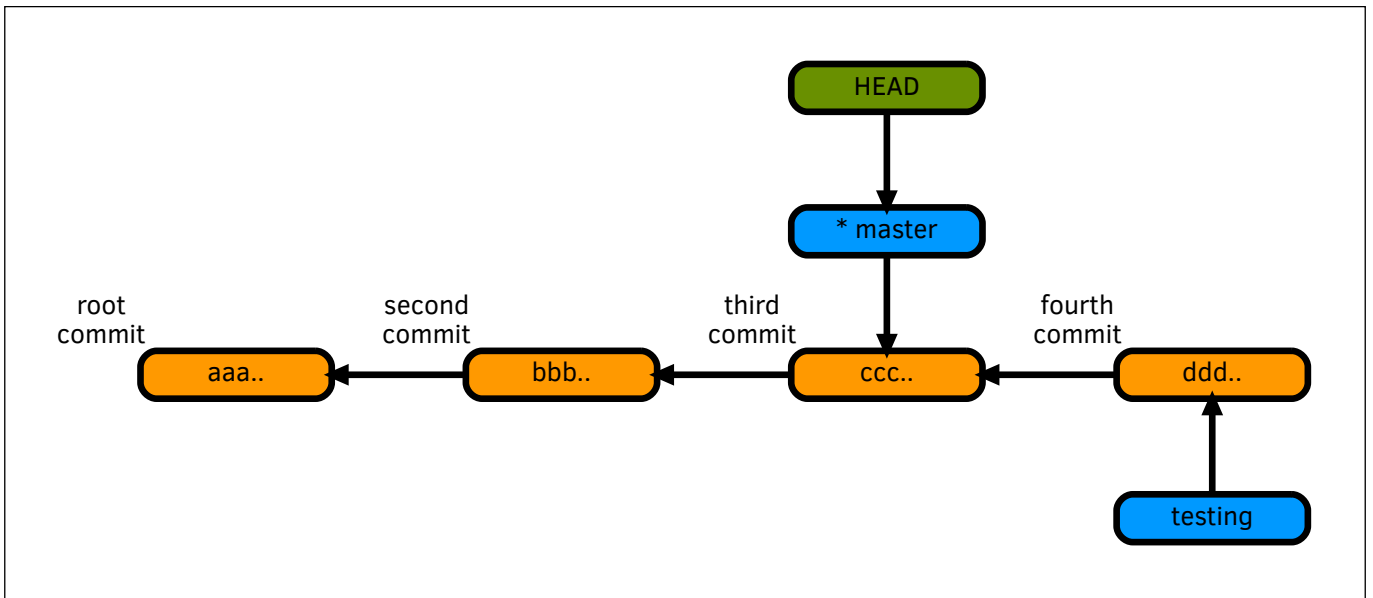 HEAD
* master
root
commit
second
commit
third
commit
fourth
commit
aaa..
bbb..
ccc..
ddd..
testing